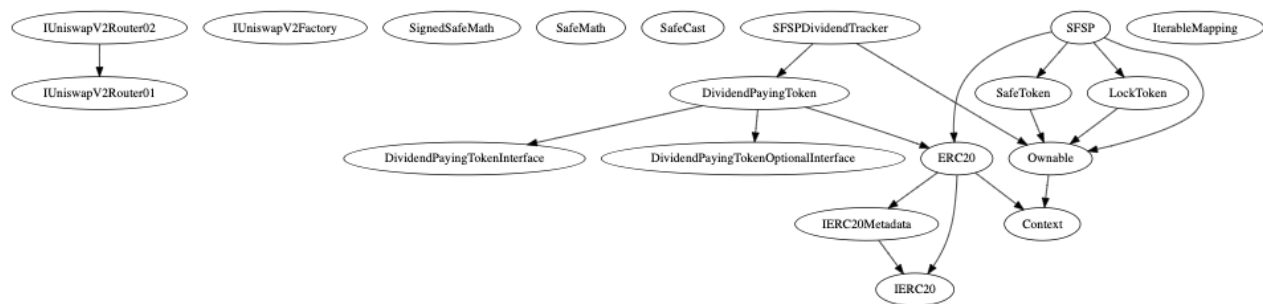 IUniswapV2Router02
IUniswapV2Factory
SignedSafeMath
SafeMath
SafeCast
SFSPDividendTracker
SFSP
IterableMapping
IUniswapV2Router01
DividendPayingToken
SafeToken
LockToken
DividendPayingTokenInterface
DividendPayingTokenOptionalInterface
ERC20
Ownable
IERC20Metadata
Context
IERC20